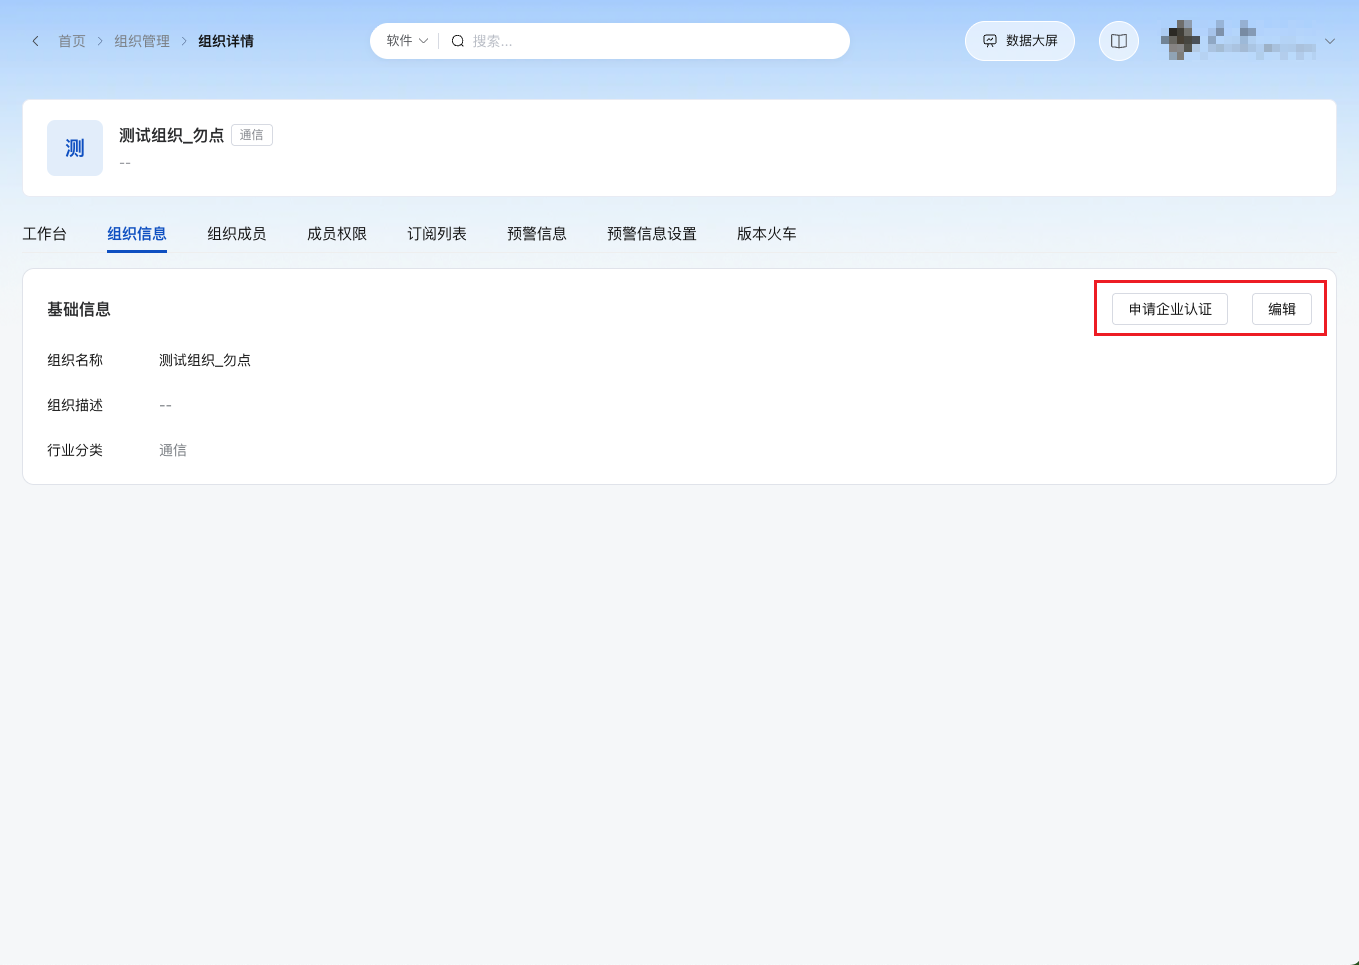 首页 > 组织管理 > 组织详情
软件 搜索...
数据大屏
测
测试组织_勿点 通信
--
工作台 组织信息 组织成员 成员权限 订阅列表 预警信息 预警信息设置 版本火车
基础信息 申请企业认证 编辑
组织名称 测试组织_勿点
组织描述 --
行业分类 通信